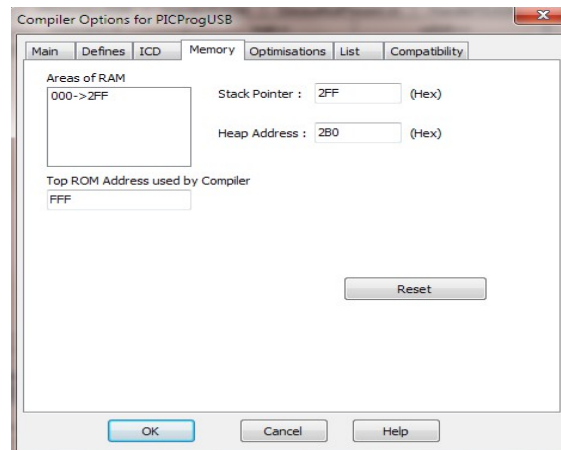 Compiler Options for PICProgUSB
Main Defines ICD Memory Optimisations List Compatibility
Areas of RAM
000->2FF
Stack Pointer : 2FF (Hex)
Heap Address : 2B0 (Hex)
Top ROM Address used by Compiler
FFF
Reset
OK Cancel Help